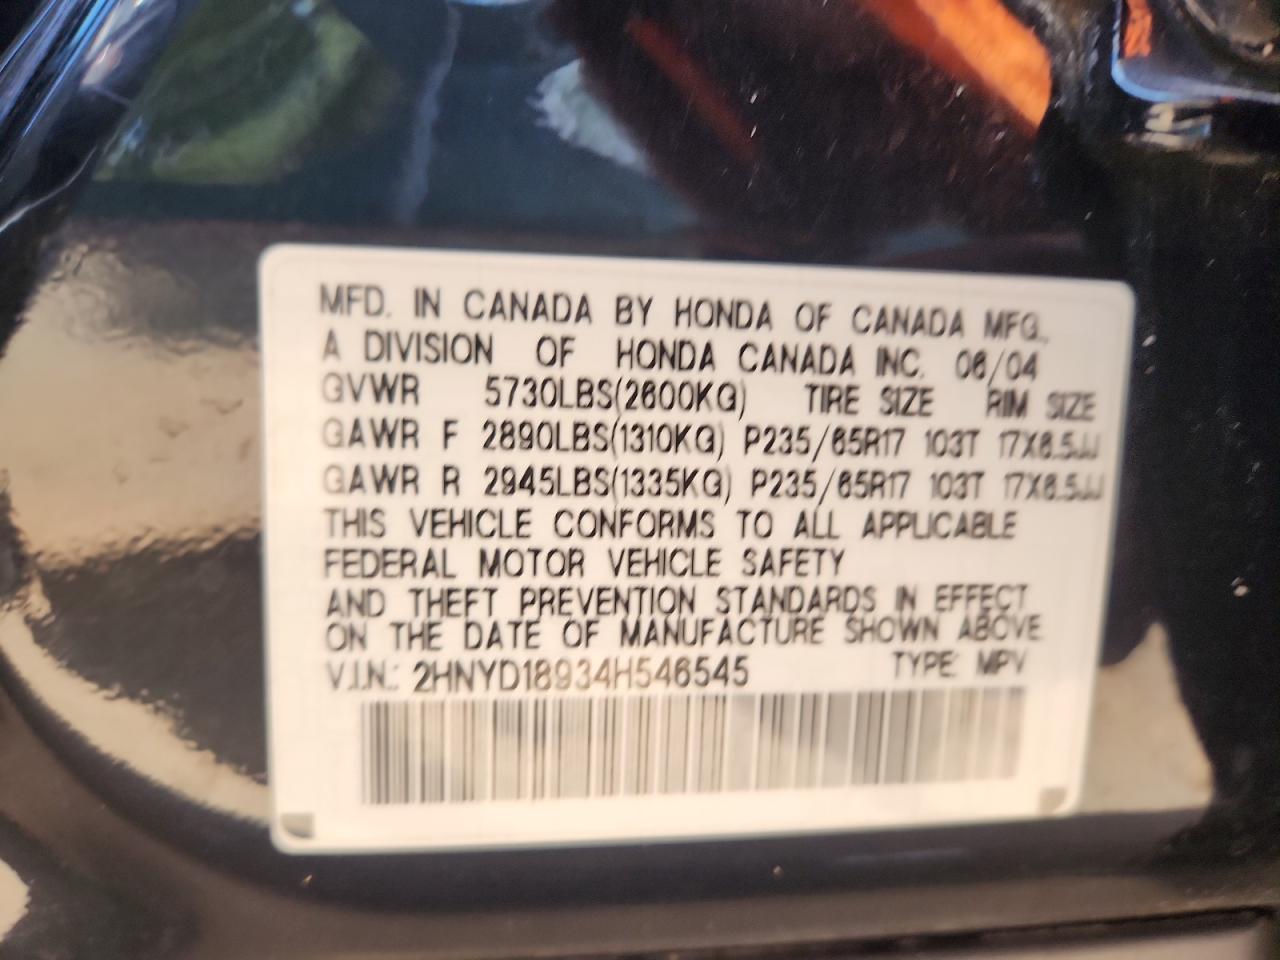 MFD. IN CANADA BY HONDA OF CANADA MFG.,
A DIVISION OF HONDA CANADA INC. 06/04
GVWR 5730LBS(2600KG) TIRE SIZE RIM SIZE
GAWR F 2890LBS(1310KG) P235/65R17 103T 17X6.5JJ
GAWR R 2945LBS(1335KG) P235/65R17 103T 17X6.5JJ
THIS VEHICLE CONFORMS TO ALL APPLICABLE
FEDERAL MOTOR VEHICLE SAFETY
AND THEFT PREVENTION STANDARDS IN EFFECT
ON THE DATE OF MANUFACTURE SHOWN ABOVE
V.I.N.: 2HNYD18934H546545 TYPE: MPV